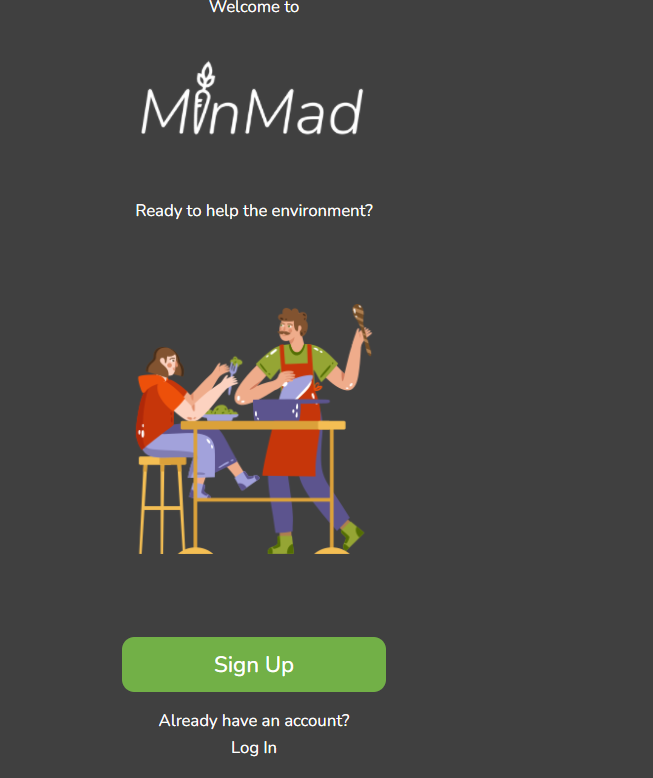 Welcome to
MinMad
Ready to help the environment?
Sign Up
Already have an account?
Log In